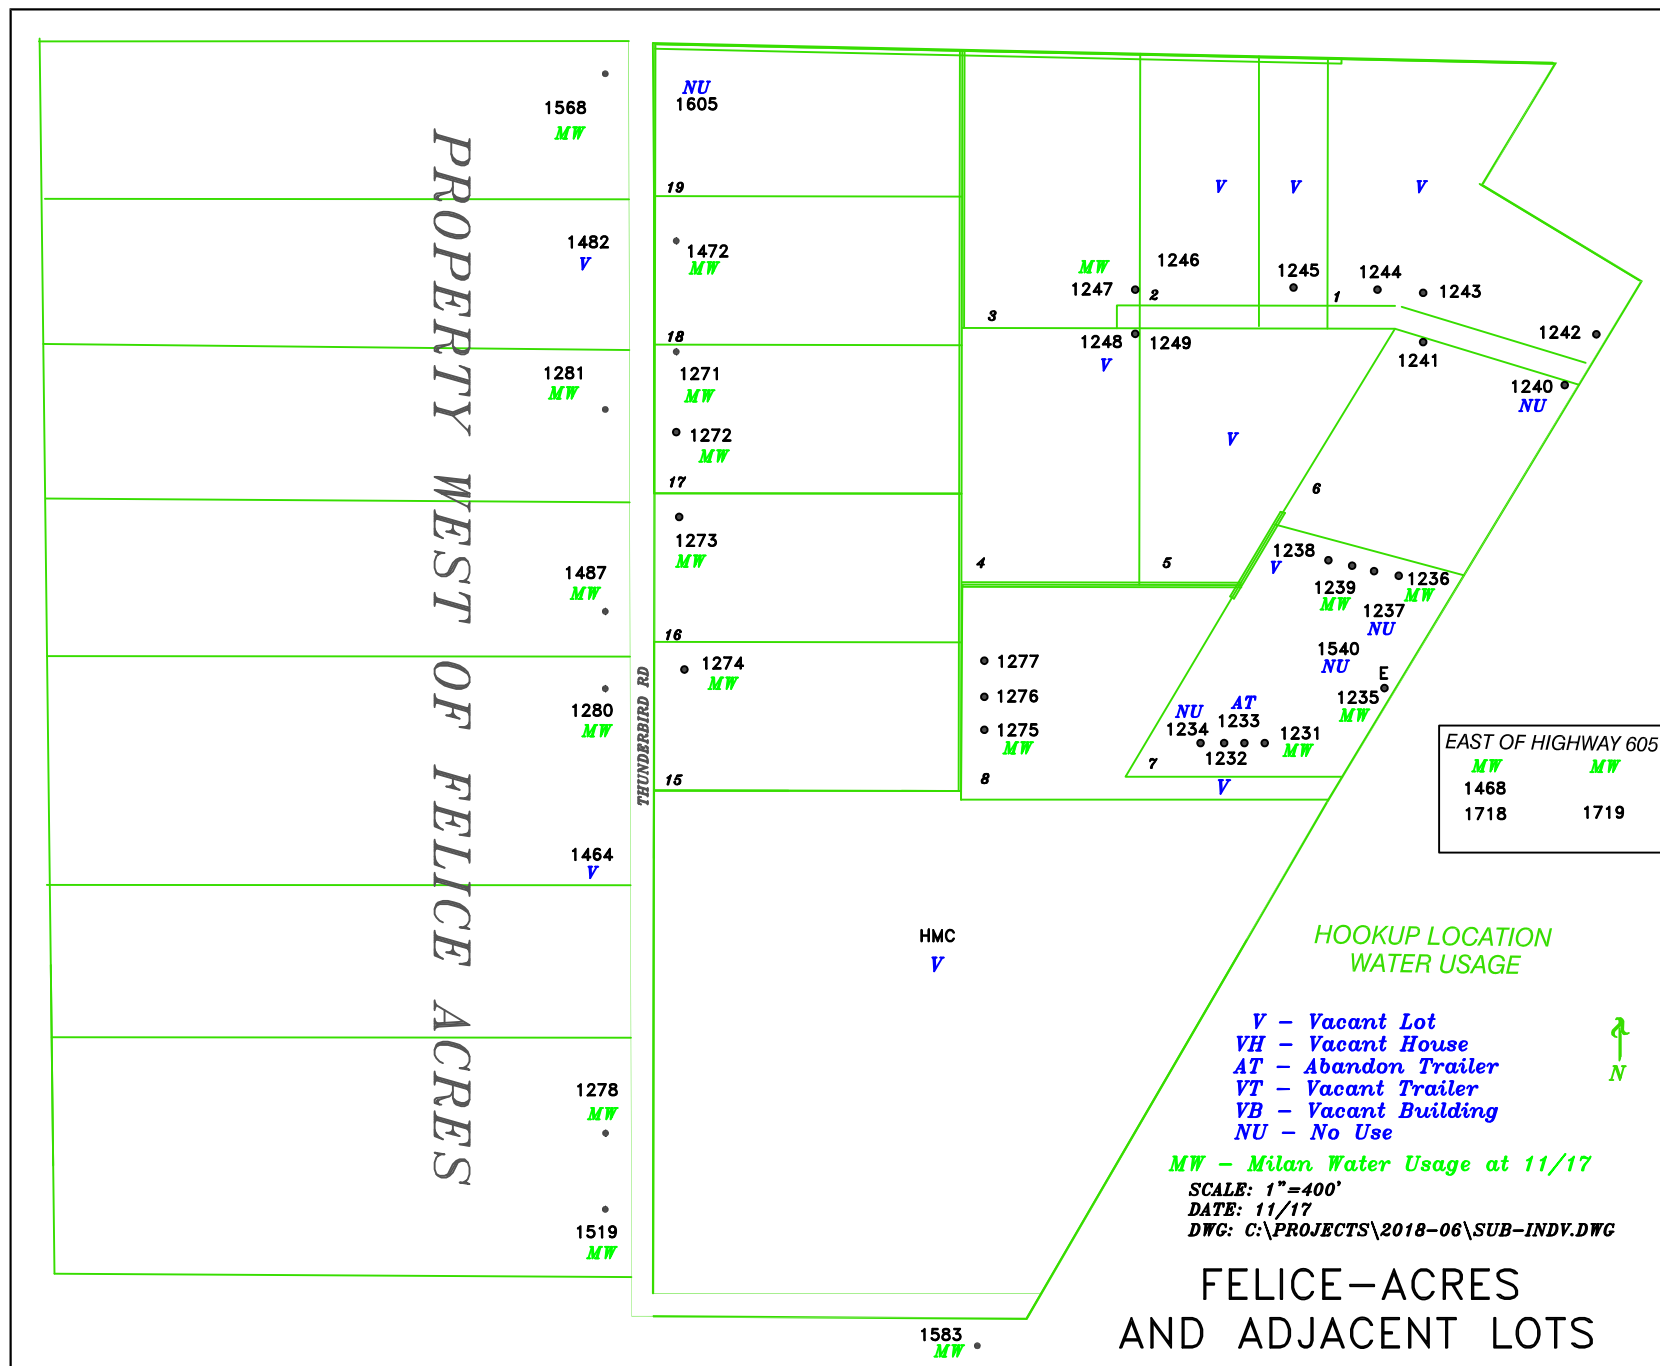 1568
MW
1482
V
1281
MW
1487
MW
1280
MW
1464
V
1278
MW
1519
MW
PROPERTY WEST OF FELICE ACRES
THUNDERBIRD RD
NU
1605
19
1472
MW
18
1271
MW
1272
MW
17
1273
MW
16
1274
MW
15
V
V
V
MW
1247
1246
2
1245
1
1244
1243
1242
3
1248
1249
V
1241
1240
NU
V
4
5
6
1238
V
1239
MW
1237
NU
1236
MW
1540
NU
E
1235
MW
1277
1276
1275
MW
8
NU
1234
AT
1233
1232
1231
MW
7
V
EAST OF HIGHWAY 605
MW MW
1468
1718 1719
HMC
V
1583
MW
HOOKUP LOCATION
WATER USAGE
V – Vacant Lot
VH – Vacant House
AT – Abandon Trailer
VT – Vacant Trailer
VB – Vacant Building
NU – No Use
N
MW – Milan Water Usage at 11/17
SCALE: 1"=400'
DATE: 11/17
DWG: C:\PROJECTS\2018-06\SUB-INDV.DWG
FELICE-ACRES
AND ADJACENT LOTS